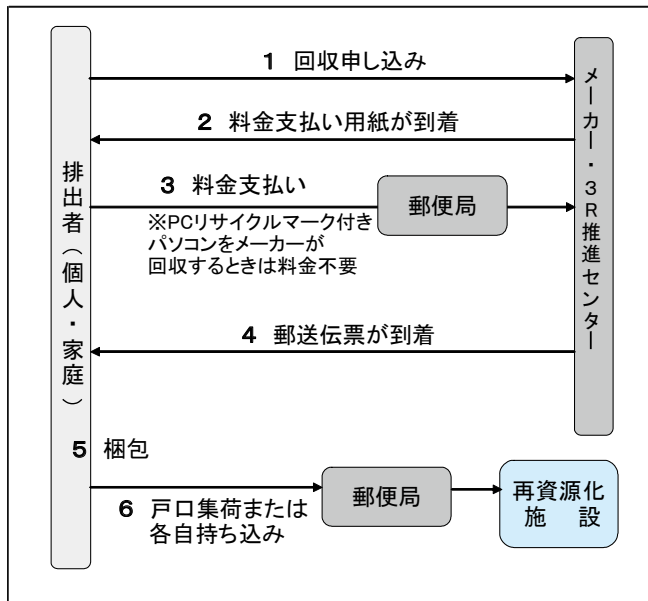 1 回収申し込み
2 料金支払い用紙が到着
3 料金支払い
郵便局
※PCリサイクルマーク付き
パソコンをメーカーが
回収するときは料金不要
排出者(個人・家庭)
メーカー・3R推進センター
4 郵送伝票が到着
5 梱包
6 戸口集荷または
各自持ち込み
郵便局
再資源化
施 設